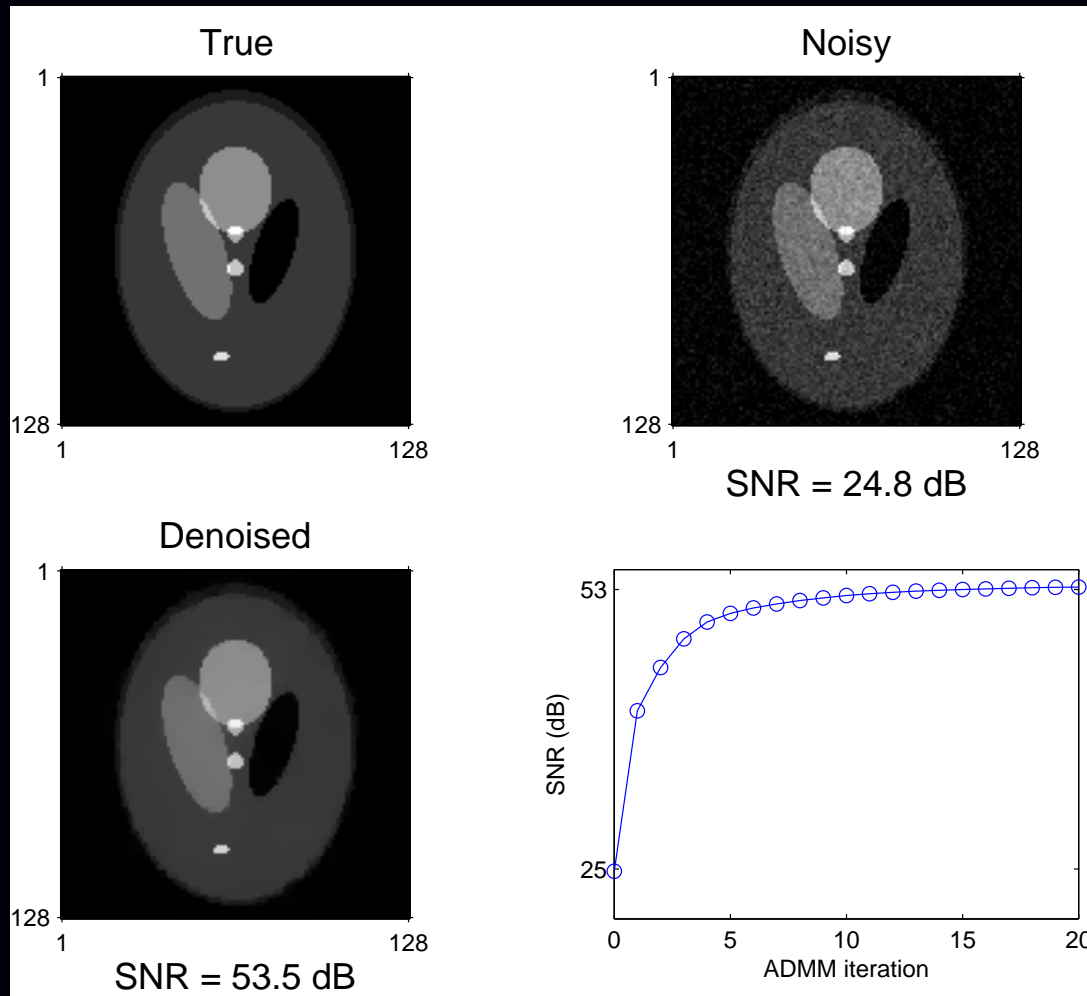 True
1
128
1 128
Noisy
1
128
1 128
SNR = 24.8 dB
Denoised
1
128
1 128
SNR = 53.5 dB
53
25
SNR (dB)
0 5 10 15 20
ADMM iteration